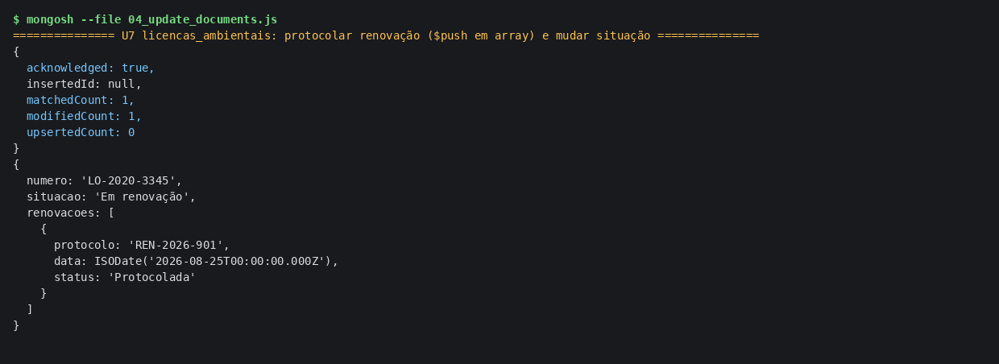 $ mongosh --file 04_update_documents.js
=============== U7 licencas_ambientais: protocolar renovação ($push em array) e mudar situação ===============
{
  acknowledged: true,
  insertedId: null,
  matchedCount: 1,
  modifiedCount: 1,
  upsertedCount: 0
}
{
  numero: 'LO-2020-3345',
  situacao: 'Em renovação',
  renovacoes: [
    {
      protocolo: 'REN-2026-901',
      data: ISODate('2026-08-25T00:00:00.000Z'),
      status: 'Protocolada'
    }
  ]
}